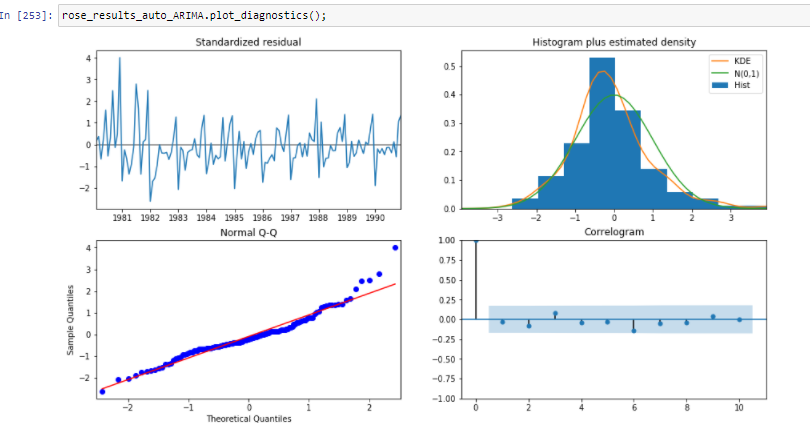 In [253]: rose_results_auto_ARIMA.plot_diagnostics();
Standardized residual
4
3
2
1
0
−1
−2
1981 1982 1983 1984 1985 1986 1987 1988 1989 1990
Histogram plus estimated density
KDE
N(0,1)
Hist
0.5
0.4
0.3
0.2
0.1
0.0
−3 −2 −1 0 1 2 3
Normal Q-Q
Sample Quantiles
4
3
2
1
0
−1
−2
−2 −1 0 1 2
Theoretical Quantiles
Correlogram
1.00
0.75
0.50
0.25
0.00
−0.25
−0.50
−0.75
−1.00
0 2 4 6 8 10